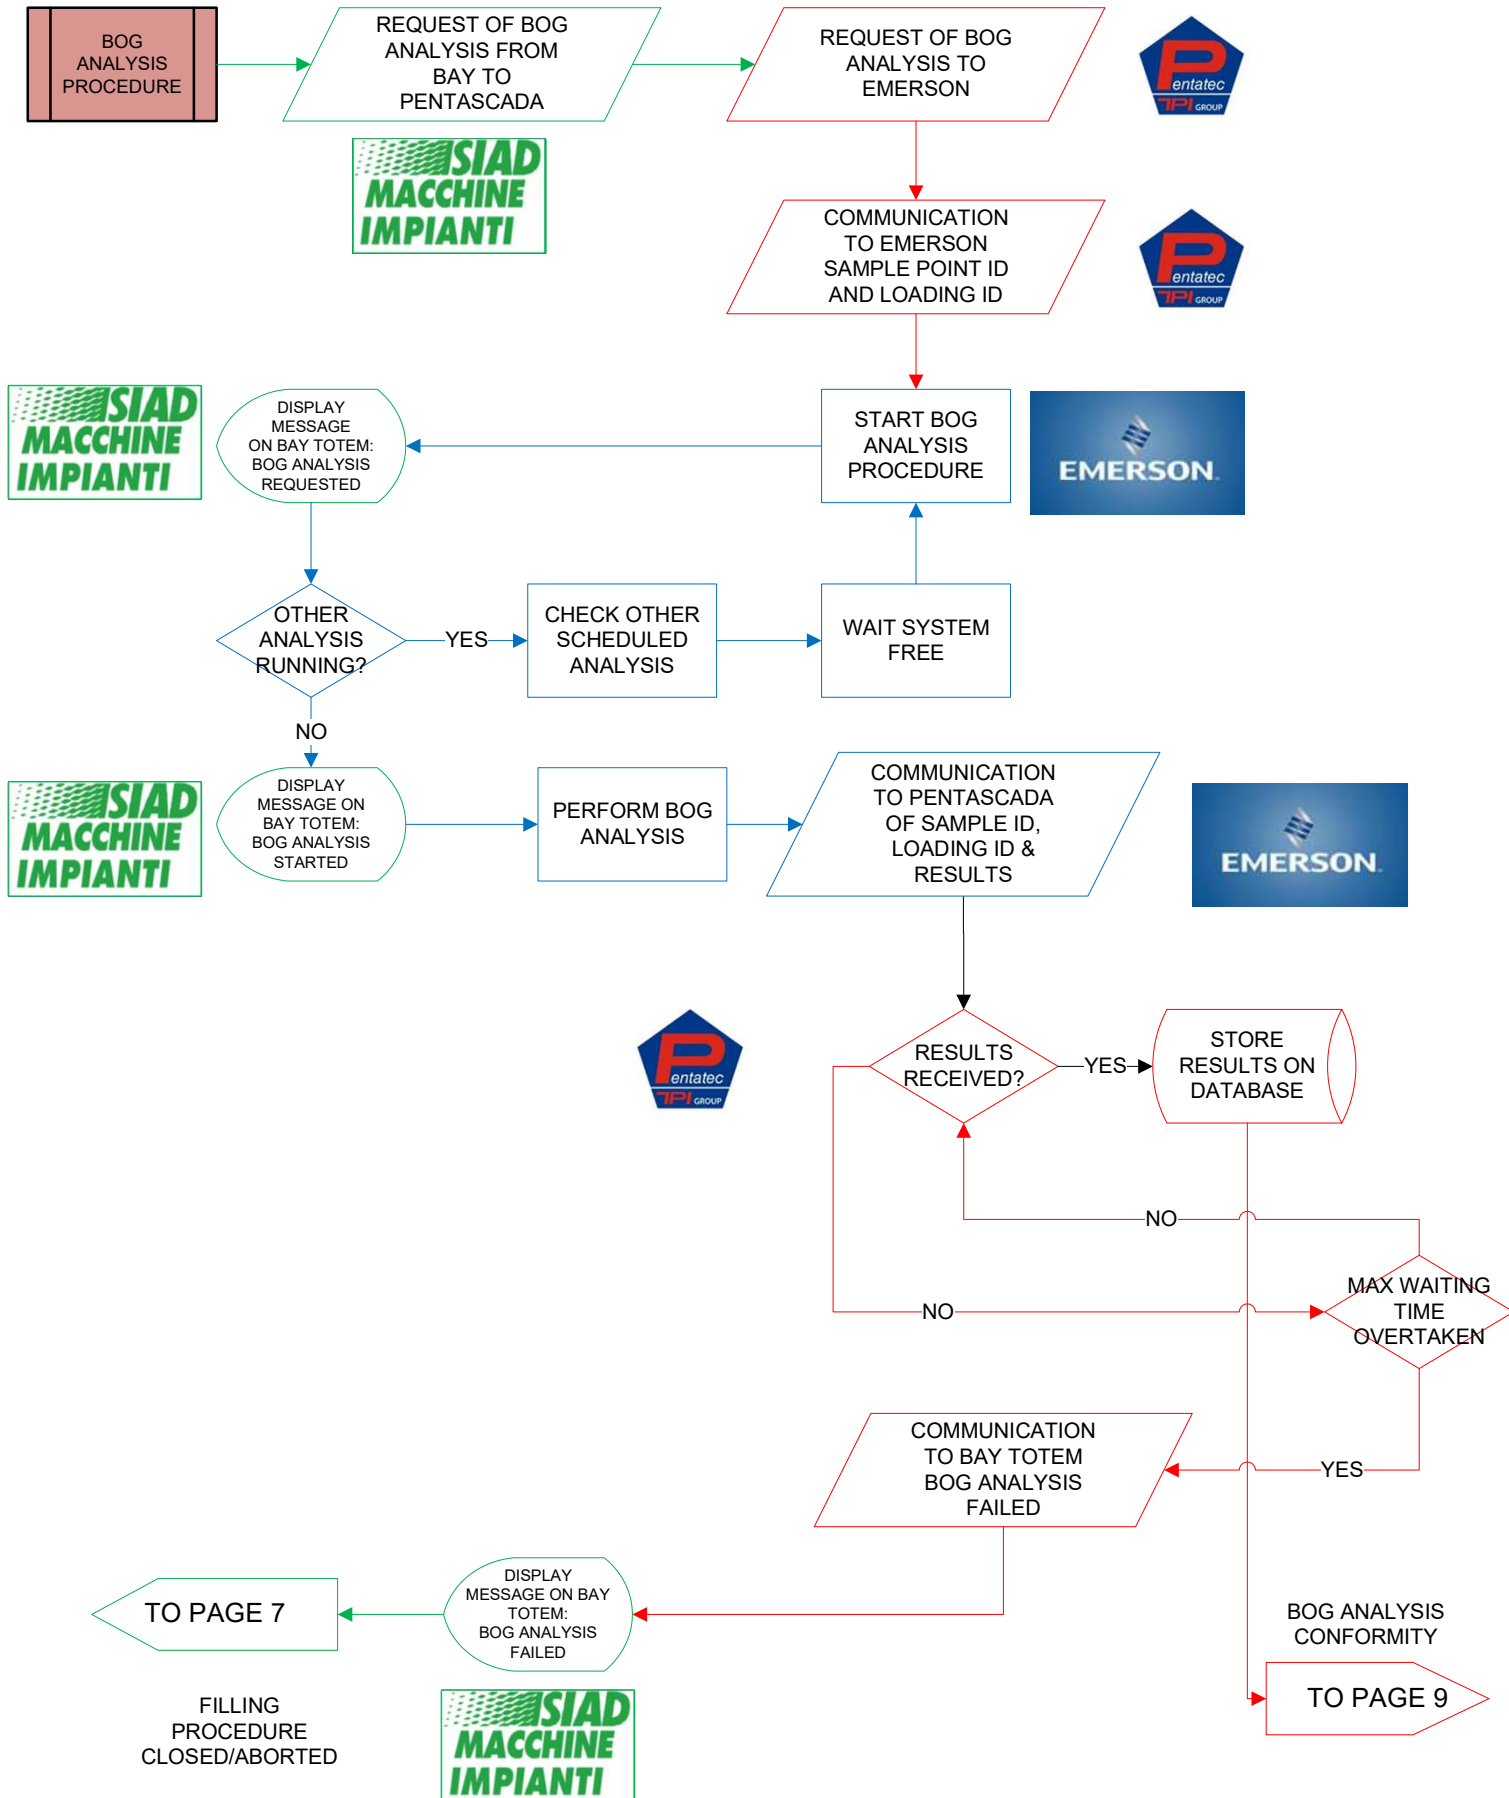 BOG
ANALYSIS
PROCEDURE
REQUEST OF BOG
ANALYSIS FROM
BAY TO
PENTASCADA
REQUEST OF BOG
ANALYSIS TO
EMERSON
P
entatec
TPI GROUP
SIAD
MACCHINE
IMPIANTI
COMMUNICATION
TO EMERSON
SAMPLE POINT ID
AND LOADING ID
P
entatec
TPI GROUP
SIAD
MACCHINE
IMPIANTI
DISPLAY
MESSAGE
ON BAY TOTEM:
BOG ANALYSIS
REQUESTED
START BOG
ANALYSIS
PROCEDURE
EMERSON
OTHER
ANALYSIS
RUNNING?
YES
CHECK OTHER
SCHEDULED
ANALYSIS
WAIT SYSTEM
FREE
NO
SIAD
MACCHINE
IMPIANTI
DISPLAY
MESSAGE ON
BAY TOTEM:
BOG ANALYSIS
STARTED
PERFORM BOG
ANALYSIS
COMMUNICATION
TO PENTASCADA
OF SAMPLE ID,
LOADING ID &
RESULTS
EMERSON
P
entatec
TPI GROUP
RESULTS
RECEIVED?
YES
STORE
RESULTS ON
DATABASE
NO
NO
MAX WAITING
TIME
OVERTAKEN
COMMUNICATION
TO BAY TOTEM
BOG ANALYSIS
FAILED
YES
TO PAGE 7
DISPLAY
MESSAGE ON BAY
TOTEM:
BOG ANALYSIS
FAILED
BOG ANALYSIS
CONFORMITY
TO PAGE 9
FILLING
PROCEDURE
CLOSED/ABORTED
SIAD
MACCHINE
IMPIANTI